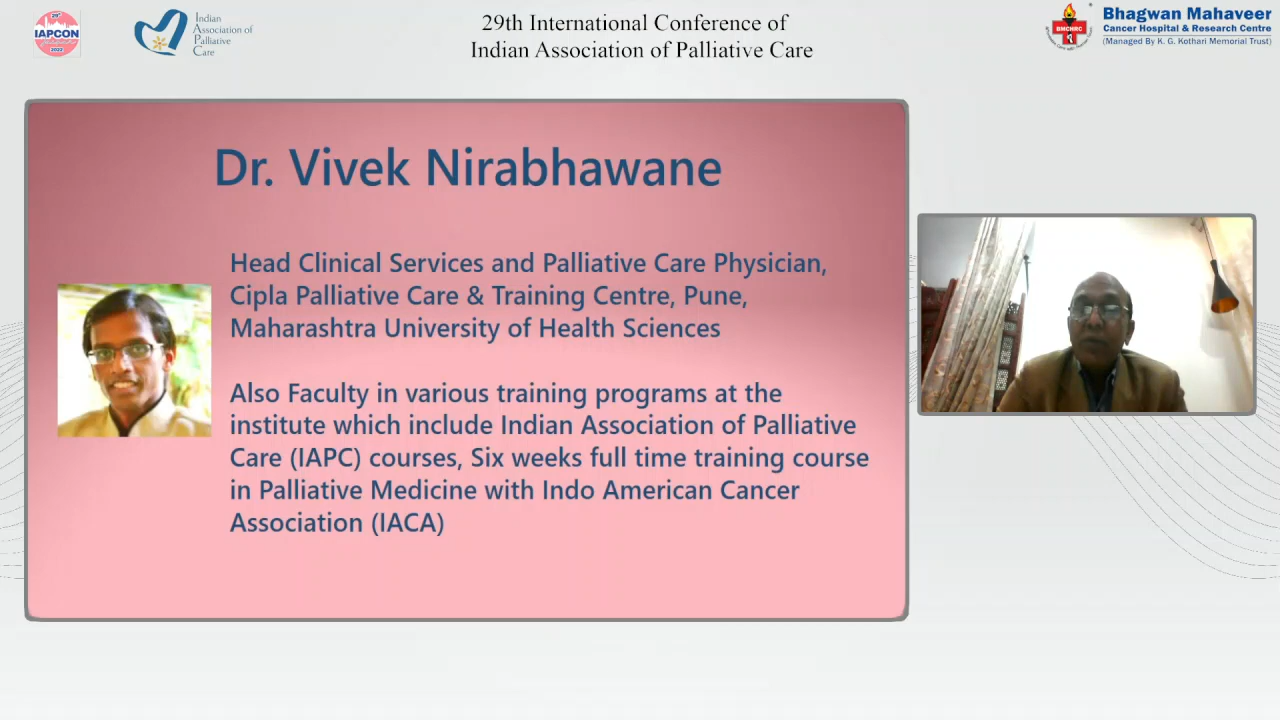 29th
IAPCON
2022
Indian
Association of
Palliative
Care
29th International Conference of
Indian Association of Palliative Care
BMCHRC
Bhagwan Mahaveer
Cancer Hospital & Research Centre
(Managed By K. G. Kothari Memorial Trust)
Dr. Vivek Nirabhawane
Head Clinical Services and Palliative Care Physician,
Cipla Palliative Care & Training Centre, Pune,
Maharashtra University of Health Sciences
Also Faculty in various training programs at the
institute which include Indian Association of Palliative
Care (IAPC) courses, Six weeks full time training course
in Palliative Medicine with Indo American Cancer
Association (IACA)